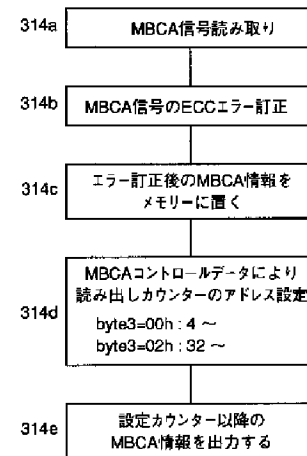 314a
MBCA信号読み取り
314b
MBCA信号のECCエラー訂正
314c
エラー訂正後のMBCA情報を
メモリーに置く
314d
MBCAコントロールデータにより
読み出しカウンターのアドレス設定
byte3=00h : 4 ～
byte3=02h : 32 ～
314e
設定カウンター以降の
MBCA情報を出力する